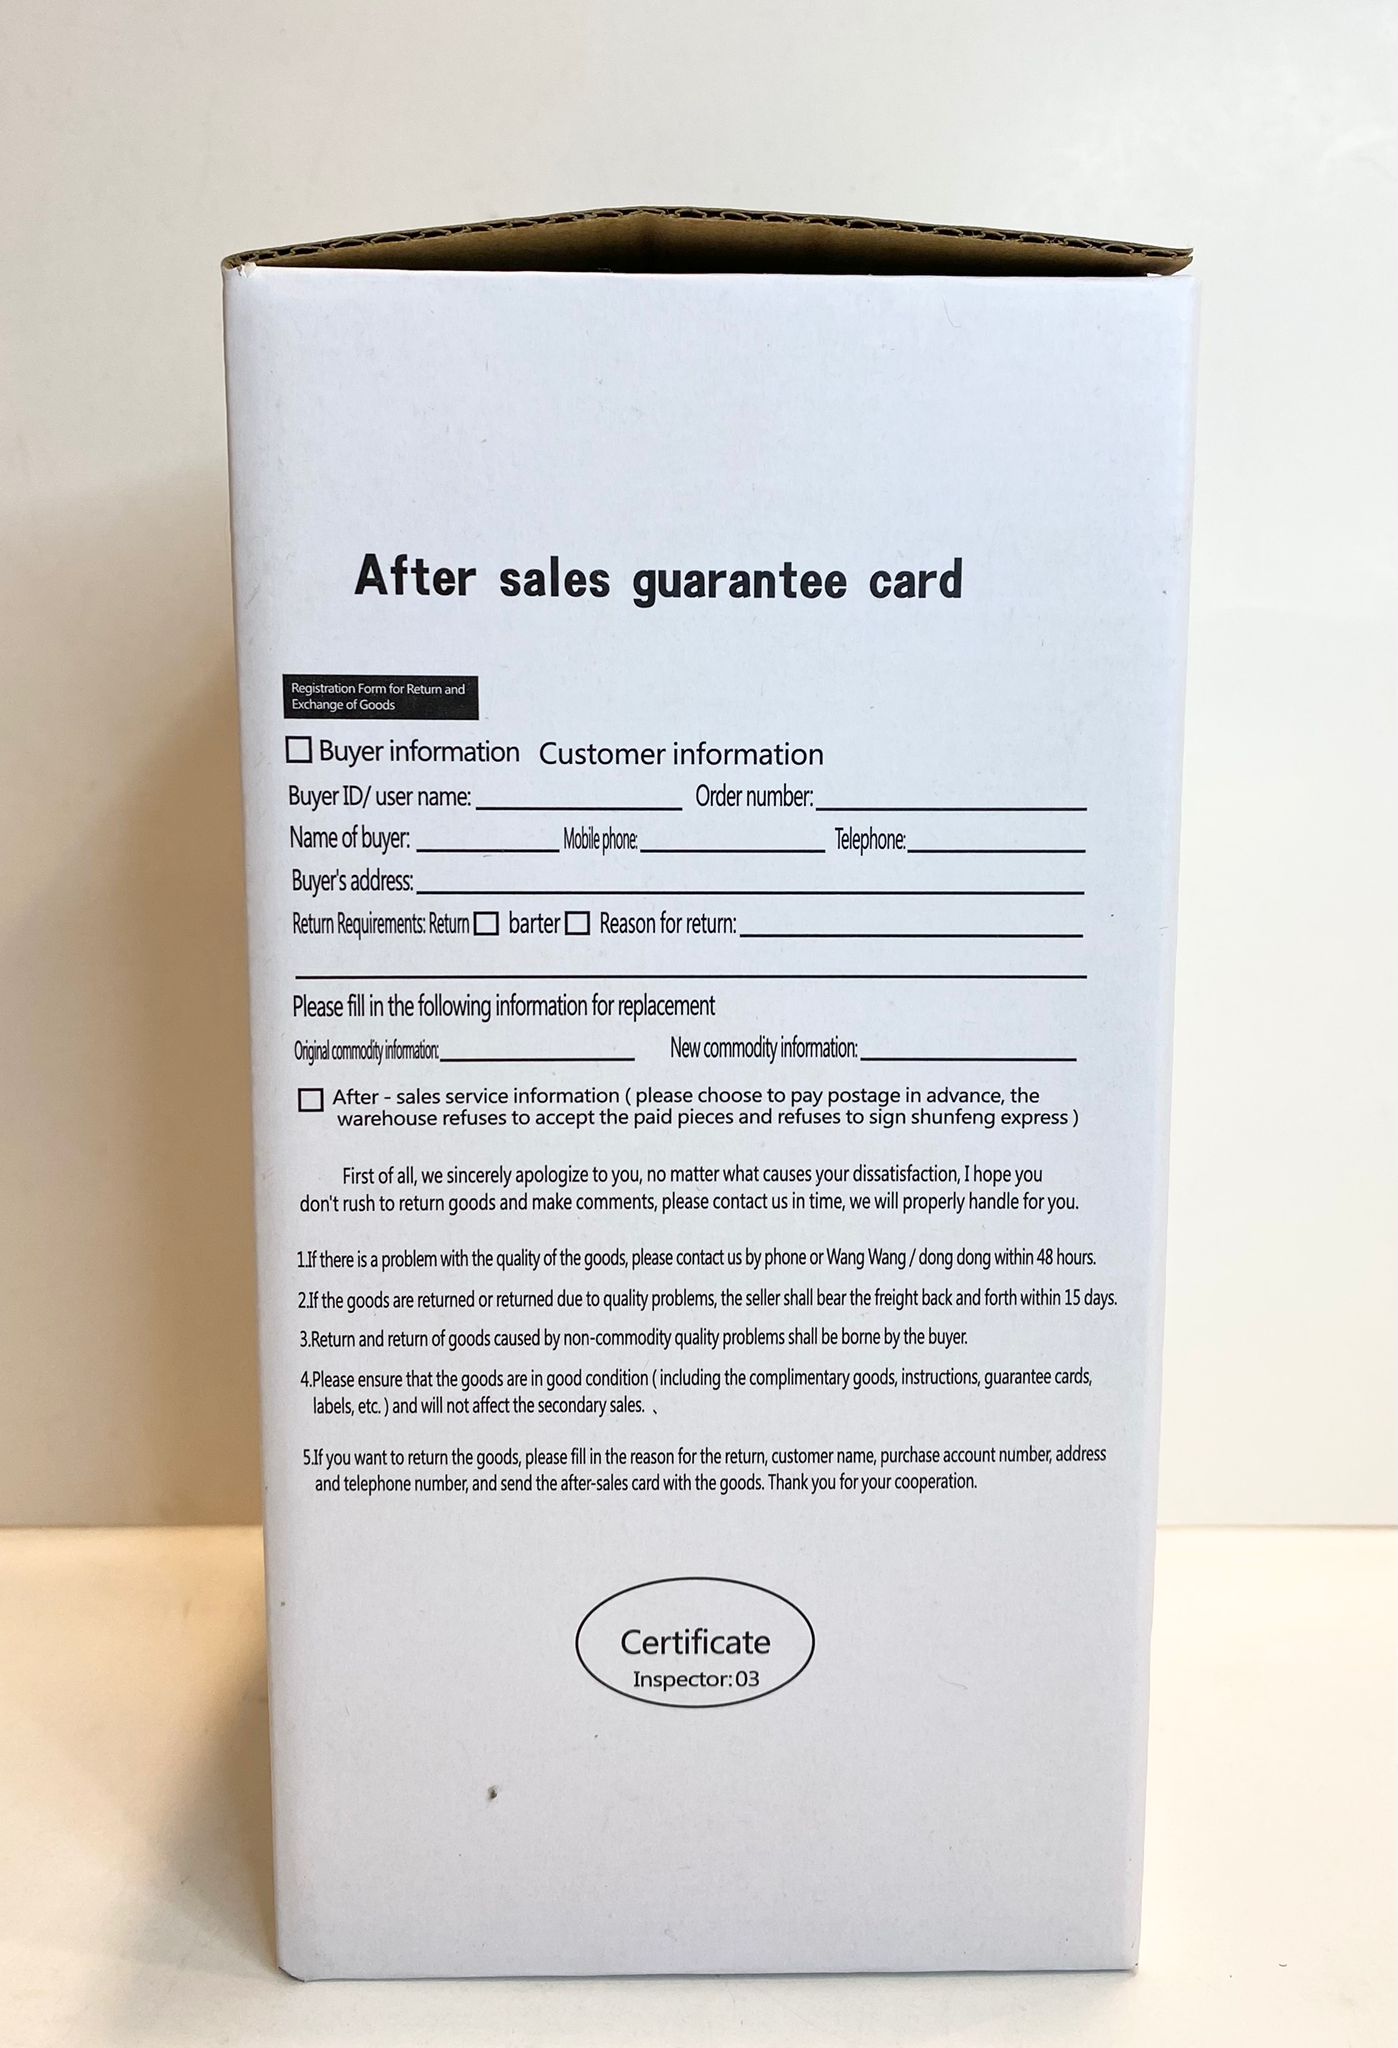 After sales guarantee card
Registration Form for Return and
Exchange of Goods
Buyer information Customer information
Buyer ID/ user name: Order number:
Name of buyer: Mobile phone: Telephone:
Buyer's address:
Return Requirements: Return barter Reason for return:
Please fill in the following information for replacement
Original commodity information: New commodity information:
After - sales service information ( please choose to pay postage in advance, the
warehouse refuses to accept the paid pieces and refuses to sign shunfeng express )
First of all, we sincerely apologize to you, no matter what causes your dissatisfaction, I hope you
don't rush to return goods and make comments, please contact us in time, we will properly handle for you.
1.If there is a problem with the quality of the goods, please contact us by phone or Wang Wang / dong dong within 48 hours.
2.If the goods are returned or returned due to quality problems, the seller shall bear the freight back and forth within 15 days.
3.Return and return of goods caused by non-commodity quality problems shall be borne by the buyer.
4.Please ensure that the goods are in good condition ( including the complimentary goods, instructions, guarantee cards,
labels, etc. ) and will not affect the secondary sales. 、
5.If you want to return the goods, please fill in the reason for the return, customer name, purchase account number, address
and telephone number, and send the after-sales card with the goods. Thank you for your cooperation.
Certificate
Inspector:03